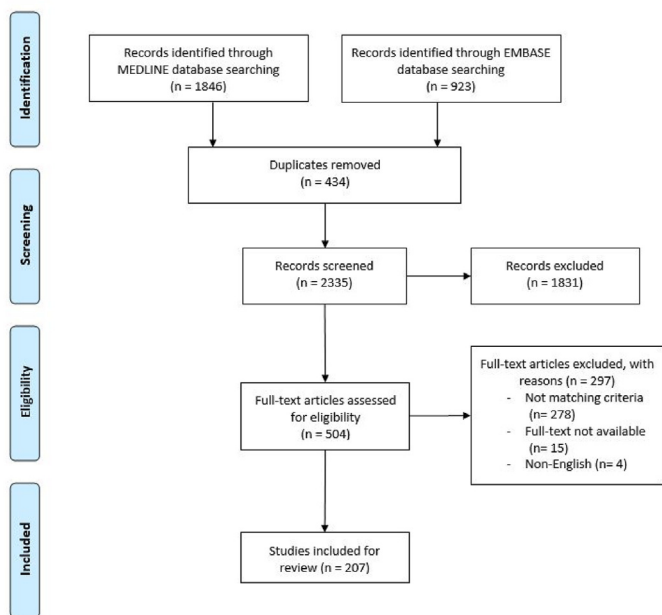 Identification
Records identified through
MEDLINE database searching
(n = 1846)
Records identified through EMBASE
database searching
(n = 923)
Duplicates removed
(n = 434)
Screening
Records screened
(n = 2335)
Records excluded
(n = 1831)
Eligibility
Full-text articles assessed
for eligibility
(n = 504)
Full-text articles excluded, with
reasons (n = 297)
- Not matching criteria
(n = 278)
- Full-text not available
(n= 15)
- Non-English (n= 4)
Included
Studies included for
review (n = 207)